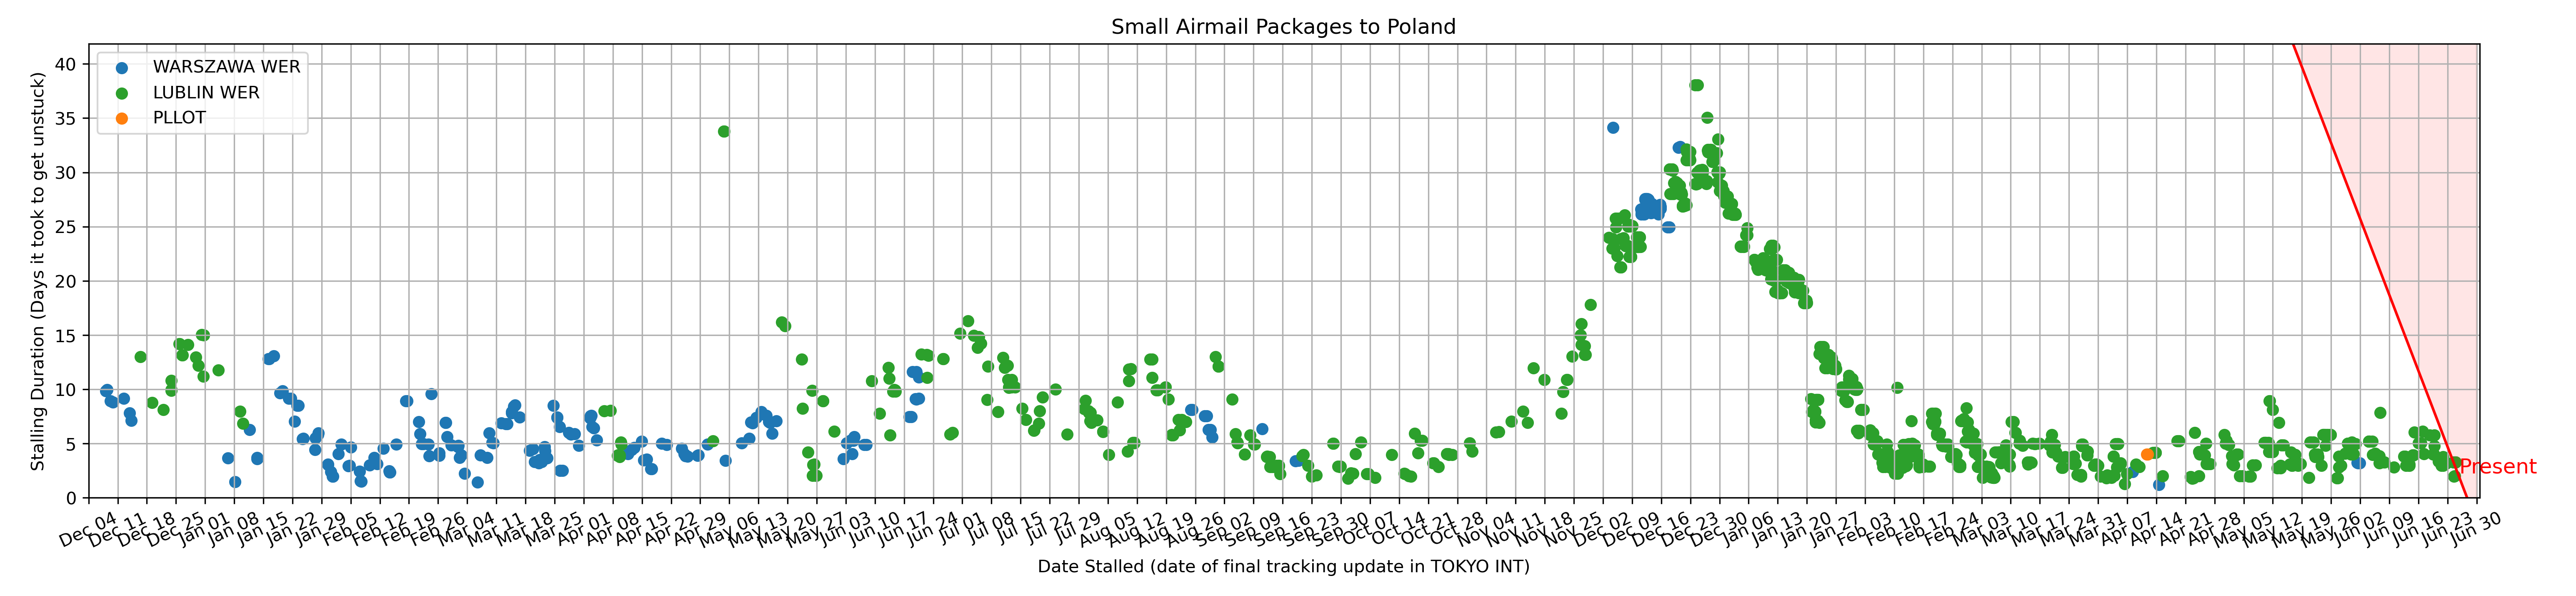 Small Airmail Packages to Poland
WARSZAWA WER
LUBLIN WER
PLLOT
Stalling Duration (Days it took to get unstuck)
40
35
30
25
20
15
10
5
0
Present
Dec 04
Dec 11
Dec 18
Dec 25
Jan 01
Jan 08
Jan 15
Jan 22
Jan 29
Feb 05
Feb 12
Feb 19
Feb 26
Mar 04
Mar 11
Mar 18
Mar 25
Apr 01
Apr 08
Apr 15
Apr 22
Apr 29
May 06
May 13
May 20
May 27
Jun 03
Jun 10
Jun 17
Jun 24
Jul 01
Jul 08
Jul 15
Jul 22
Jul 29
Aug 05
Aug 12
Aug 19
Aug 26
Sep 02
Sep 09
Sep 16
Sep 23
Sep 30
Oct 07
Oct 14
Oct 21
Oct 28
Nov 04
Nov 11
Nov 18
Nov 25
Dec 02
Dec 09
Dec 16
Dec 23
Dec 30
Jan 06
Jan 13
Jan 20
Jan 27
Feb 03
Feb 10
Feb 17
Feb 24
Mar 03
Mar 10
Mar 17
Mar 24
Mar 31
Apr 07
Apr 14
Apr 21
Apr 28
May 05
May 12
May 19
May 26
Jun 02
Jun 09
Jun 16
Jun 23
Jun 30
Date Stalled (date of final tracking update in TOKYO INT)